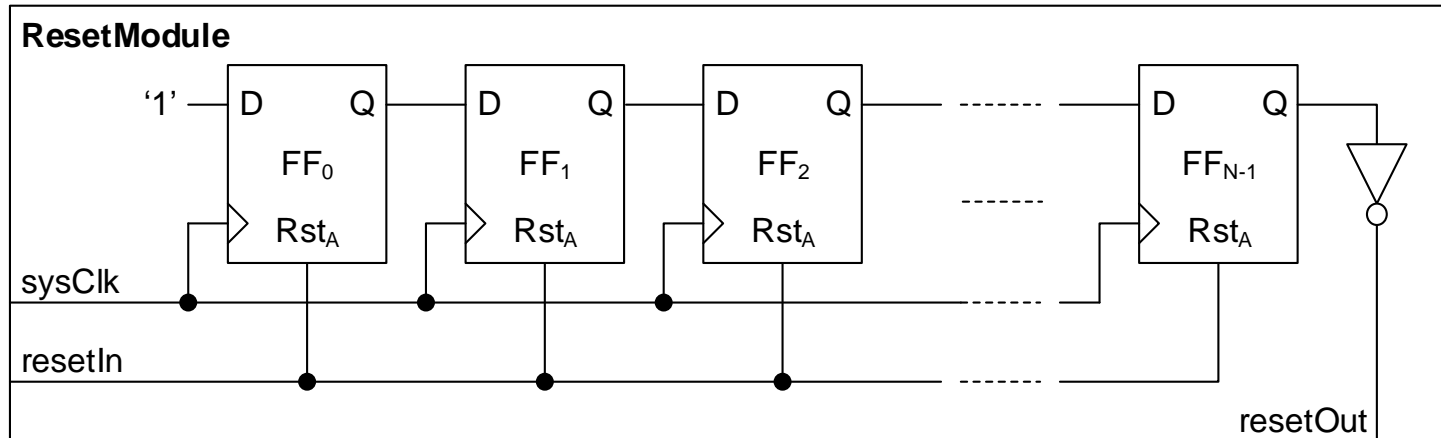 ResetModule
‘1’ D Q D Q D Q D Q
FF0 FF1 FF2 FFN-1
RstA RstA RstA RstA
sysClk
resetIn
resetOut